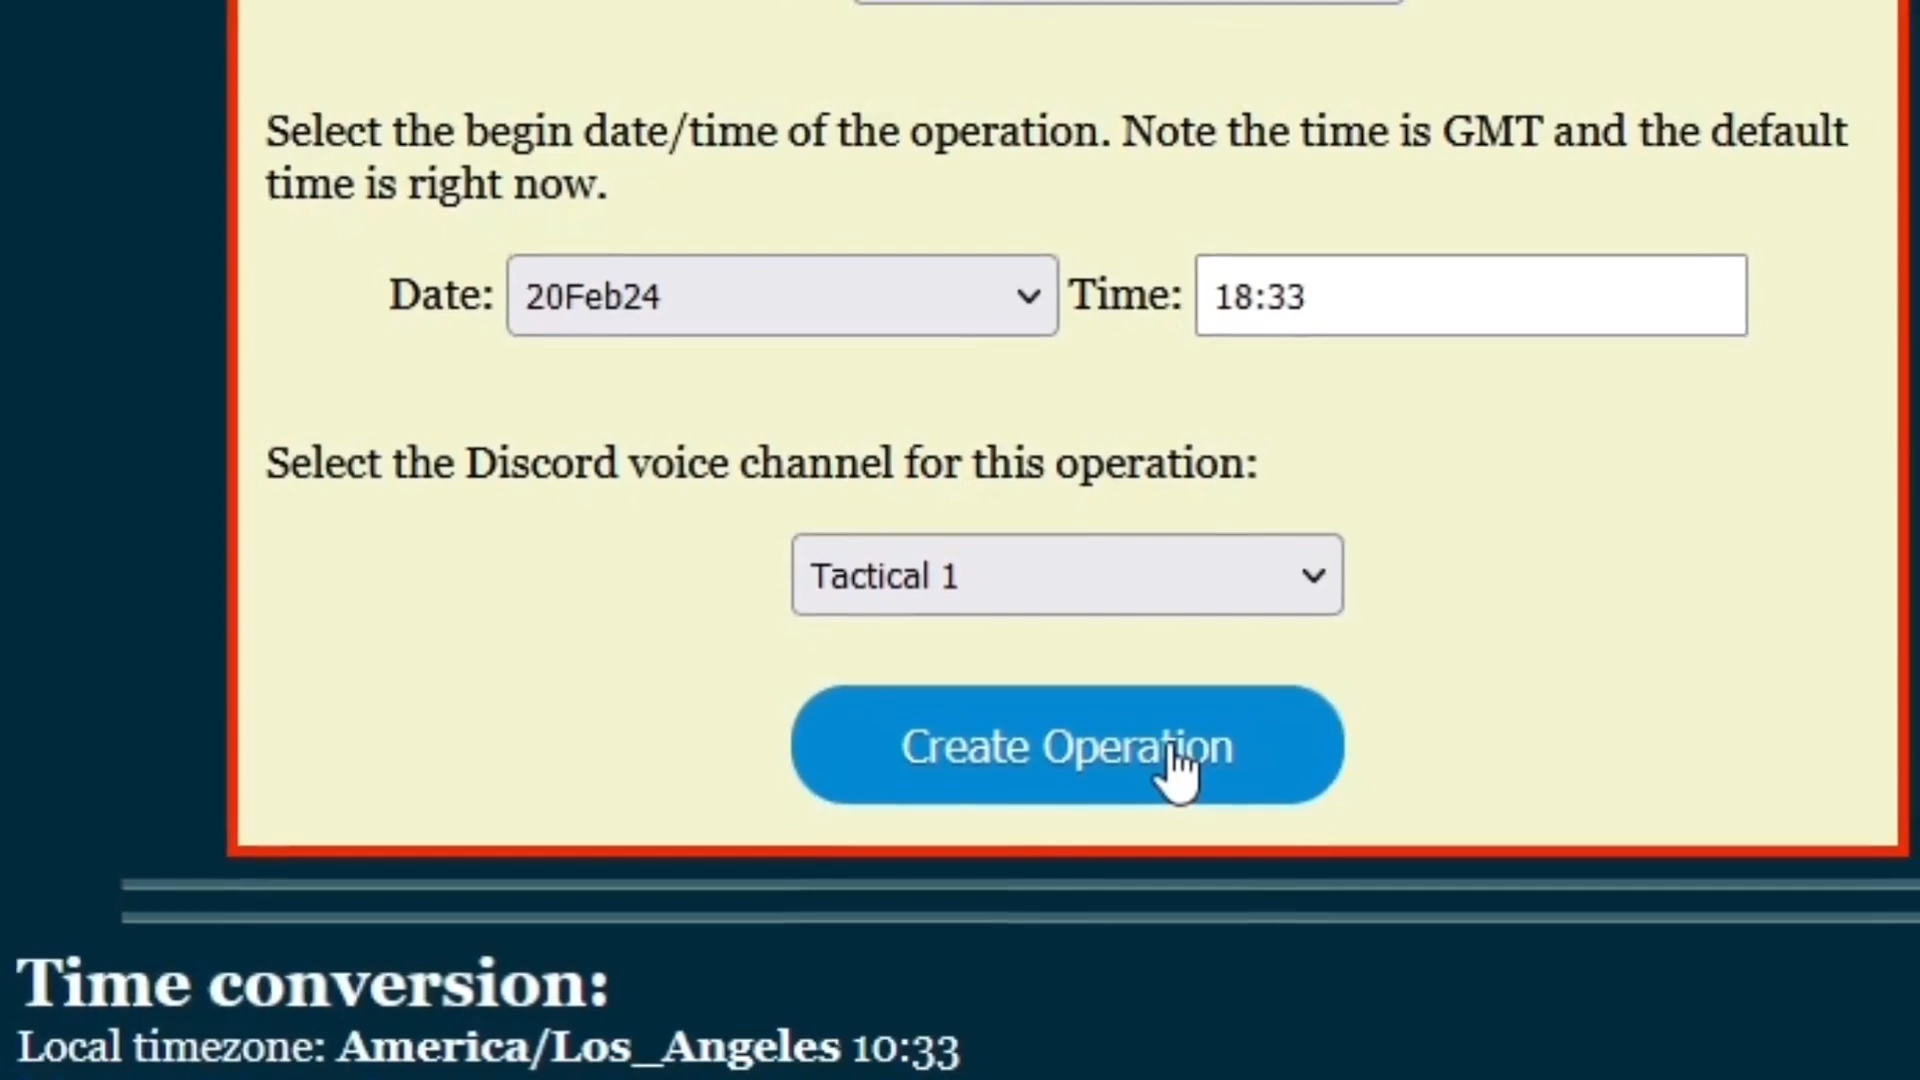 Select the begin date/time of the operation. Note the time is GMT and the default
time is right now.
Date: 20Feb24 Time: 18:33
Select the Discord voice channel for this operation:
Tactical 1
Create Operation
Time conversion:
Local timezone: America/Los_Angeles 10:33